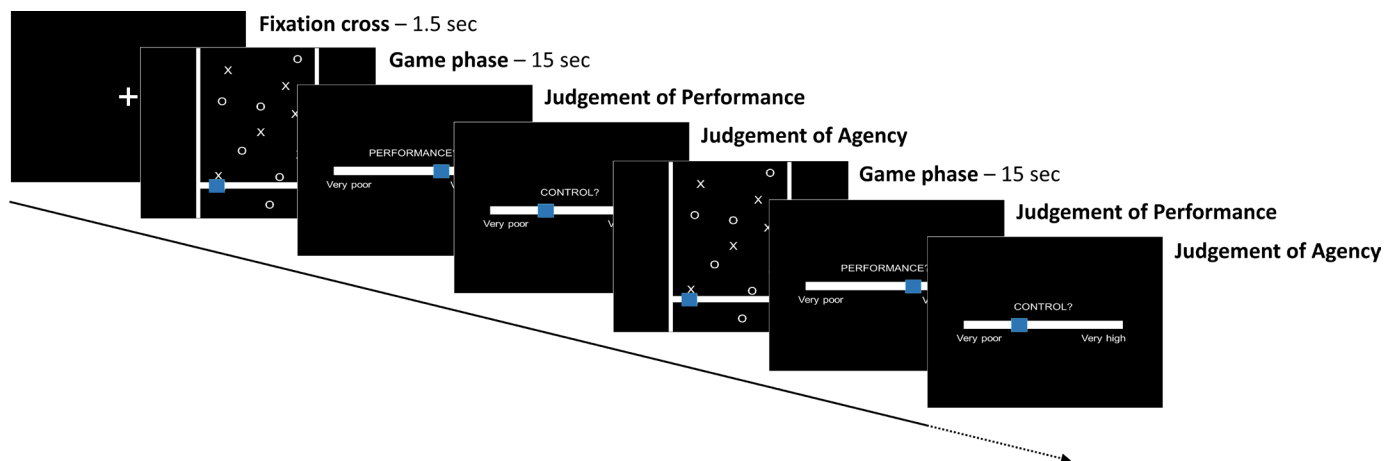 Fixation cross – 1.5 sec
Game phase – 15 sec
Judgement of Performance
Judgement of Agency
Game phase – 15 sec
Judgement of Performance
Judgement of Agency
O
X
X
O
O
X
X
O
X
O
O
PERFORMANCE?
Very poor
V
CONTROL?
Very poor
V
O
X
X
O
O
X
X
O
X
O
O
PERFORMANCE?
Very poor
V
CONTROL?
Very poor
Very high